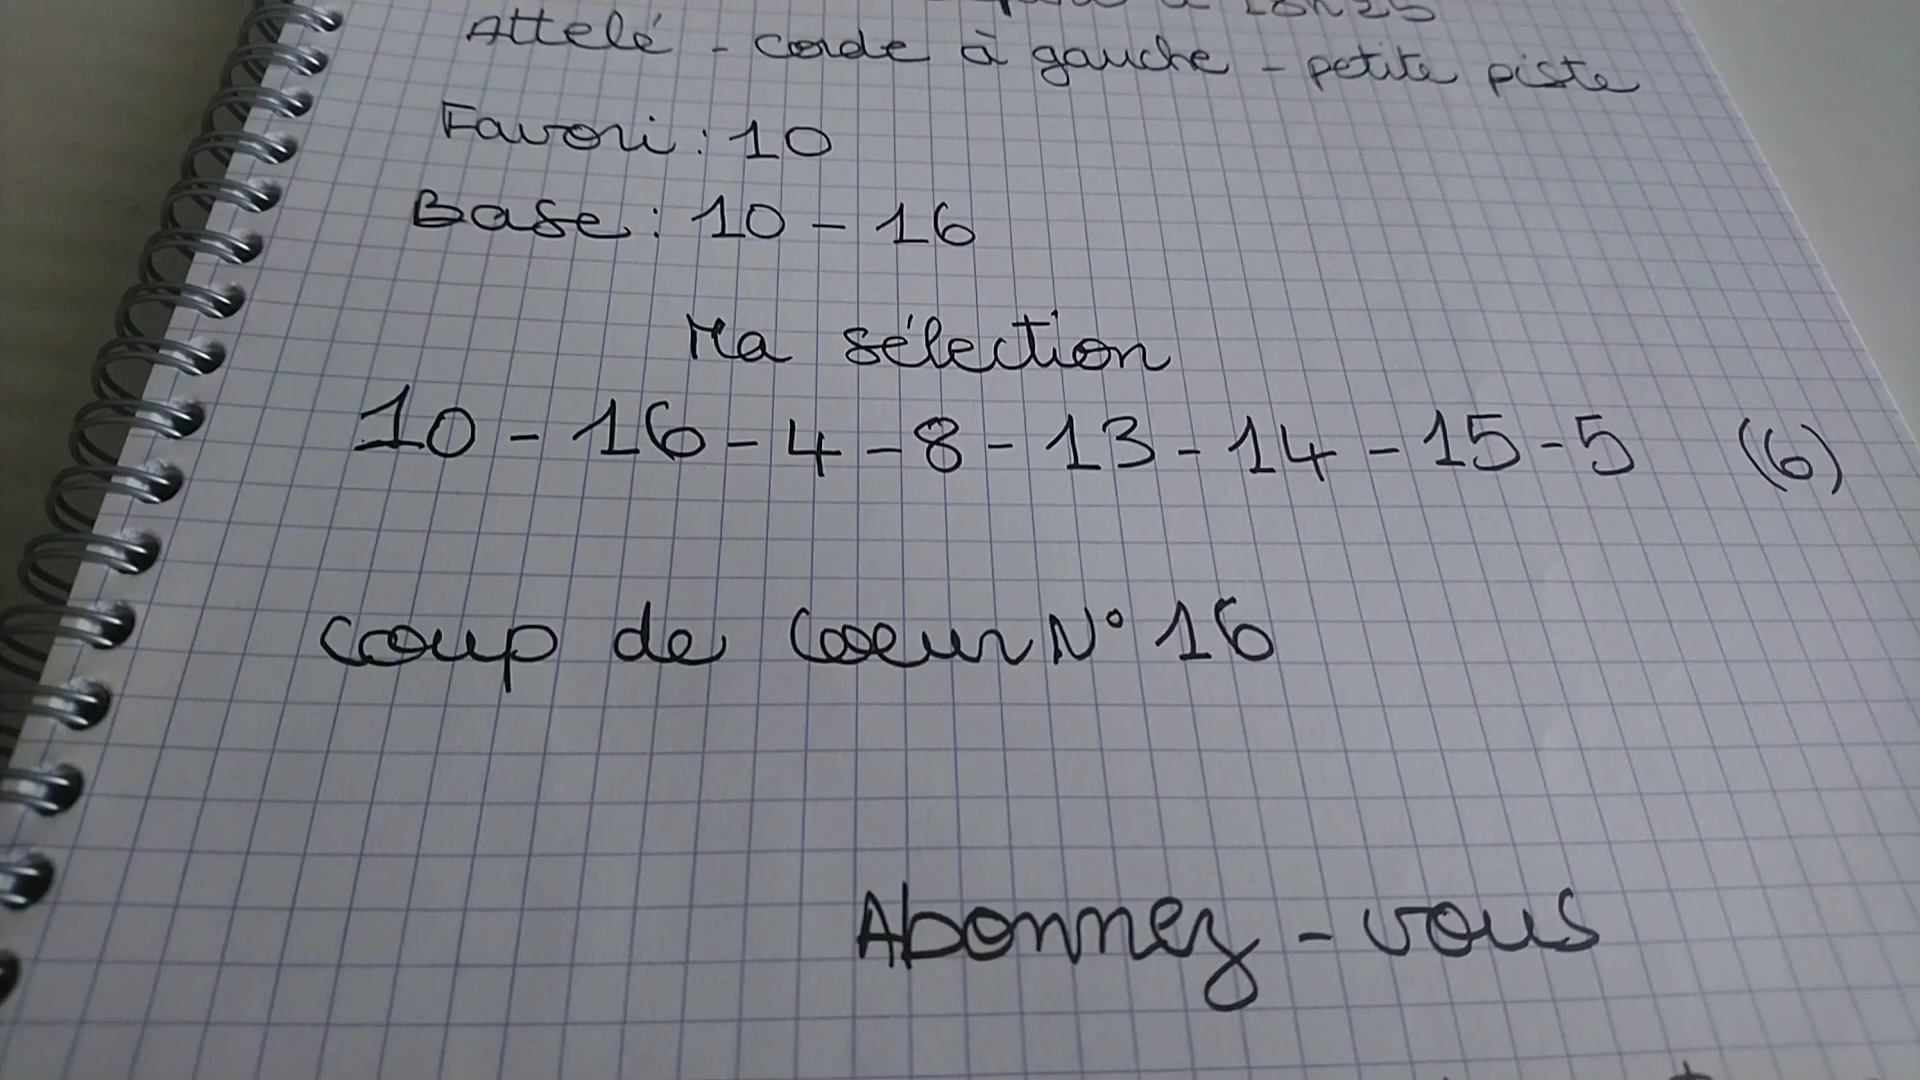 Attelé - corde à gauche - petite piste
Favori : 10
Base : 10 - 16
Ma sélection
10 - 16 - 4 - 8 - 13 - 14 - 15 - 5 (6)
coup de coeur N° 16
Abonnez - vous